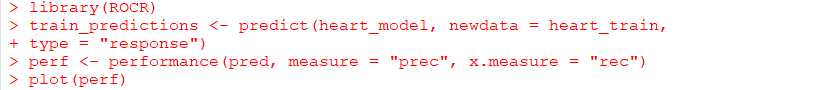 > library(ROCR)
> train_predictions <- predict(heart_model, newdata = heart_train,
+ type = "response")
> perf <- performance(pred, measure = "prec", x.measure = "rec")
> plot(perf)